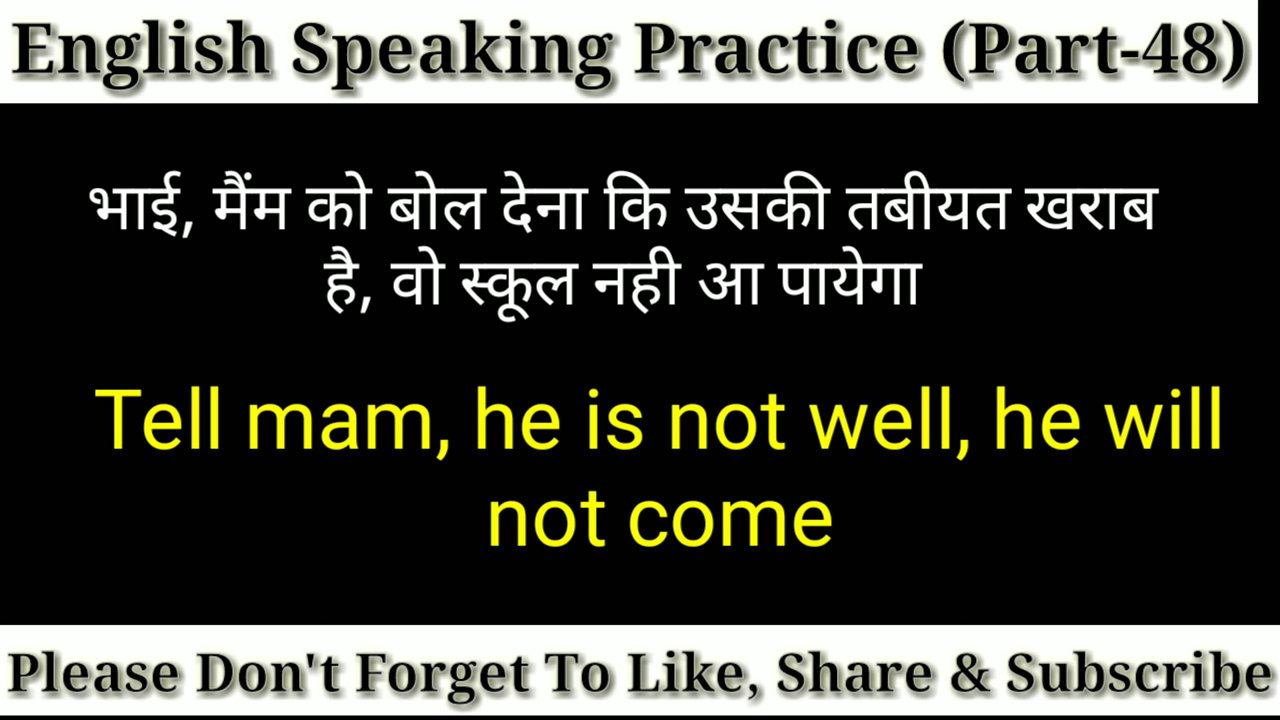 English Speaking Practice (Part-48)
भाई, मैंम को बोल देना कि उसकी तबीयत खराब
है, वो स्कूल नही आ पायेगा
Tell mam, he is not well, he will
not come
Please Don't Forget To Like, Share & Subscribe